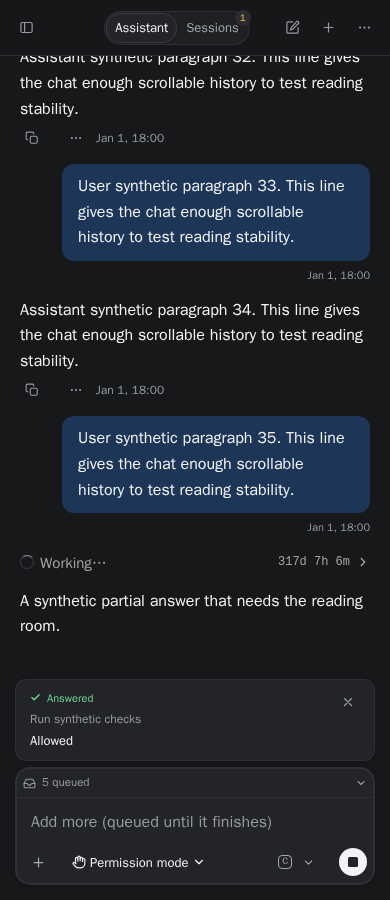 Assistant Sessions 1
Assistant synthetic paragraph 32. This line gives
the chat enough scrollable history to test reading
stability.
Jan 1, 18:00
User synthetic paragraph 33. This line
gives the chat enough scrollable
history to test reading stability.
Jan 1, 18:00
Assistant synthetic paragraph 34. This line gives
the chat enough scrollable history to test reading
stability.
Jan 1, 18:00
User synthetic paragraph 35. This line
gives the chat enough scrollable
history to test reading stability.
Jan 1, 18:00
Working··· 317d 7h 6m
A synthetic partial answer that needs the reading
room.
Answered
Run synthetic checks
Allowed
5 queued
Add more (queued until it finishes)
Permission mode C